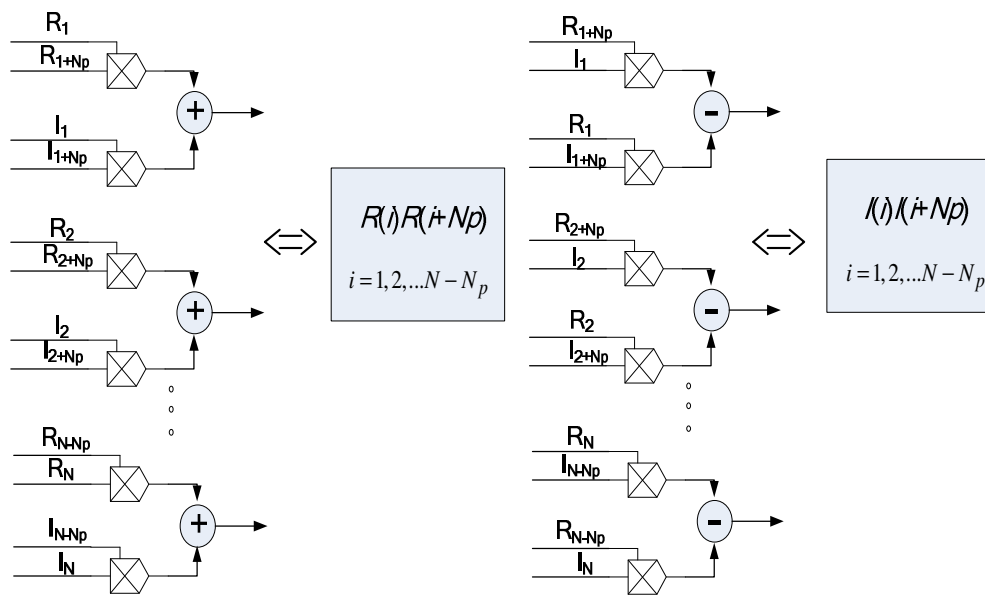 R1
R1+Np
+
I1
I1+Np
R2
R2+Np
+
I2
I2+Np
RN-Np
RN
+
IN-Np
IN
⇔
R(i)R(i+Np)
i = 1, 2, ... N − Np
R1+Np
I1
-
R1
I1+Np
R2+Np
I2
-
R2
I2+Np
RN
IN-Np
-
RN-Np
IN
⇔
I(i)I(i+Np)
i = 1, 2, ... N − Np